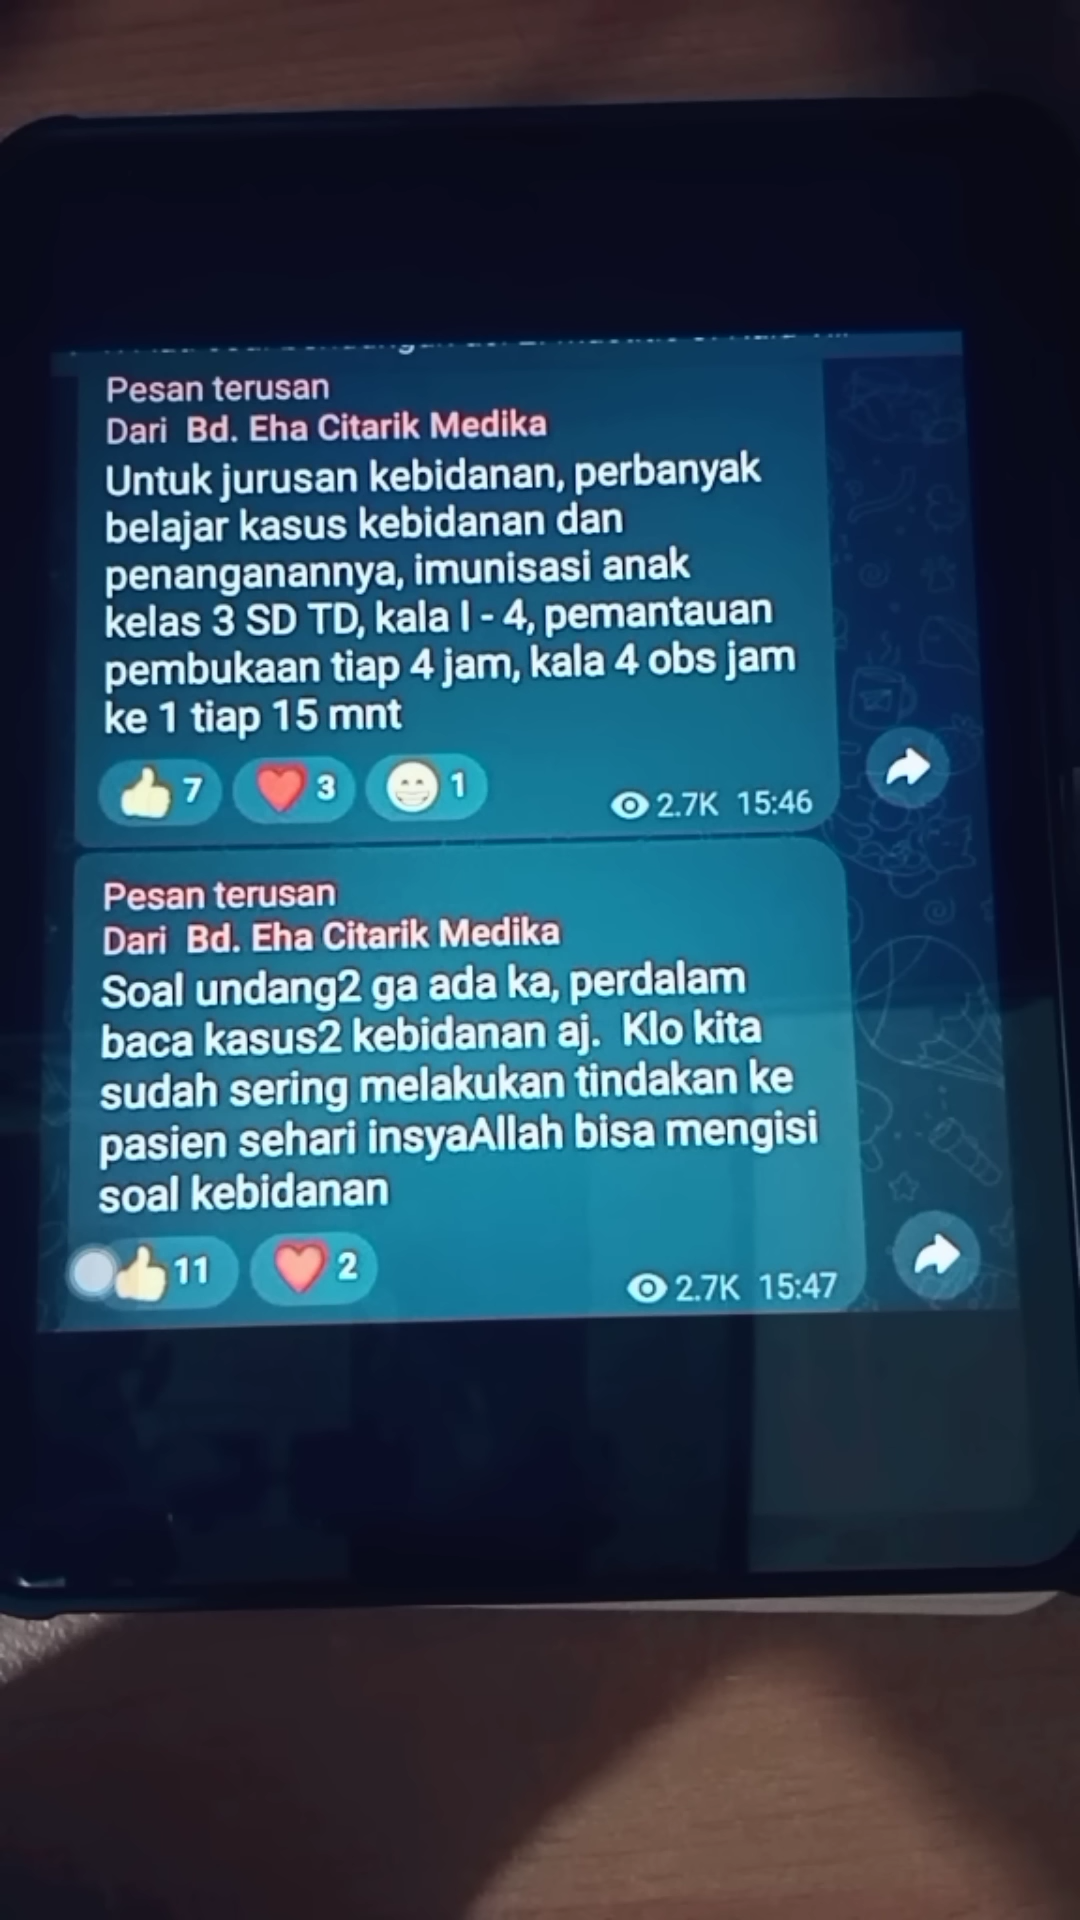 Pesan terusan
Dari Bd. Eha Citarik Medika
Untuk jurusan kebidanan, perbanyak
belajar kasus kebidanan dan
penanganannya, imunisasi anak
kelas 3 SD TD, kala I - 4, pemantauan
pembukaan tiap 4 jam, kala 4 obs jam
ke 1 tiap 15 mnt
7 3 1 2.7K 15:46
Pesan terusan
Dari Bd. Eha Citarik Medika
Soal undang2 ga ada ka, perdalam
baca kasus2 kebidanan aj. Klo kita
sudah sering melakukan tindakan ke
pasien sehari insyaAllah bisa mengisi
soal kebidanan
11 2 2.7K 15:47